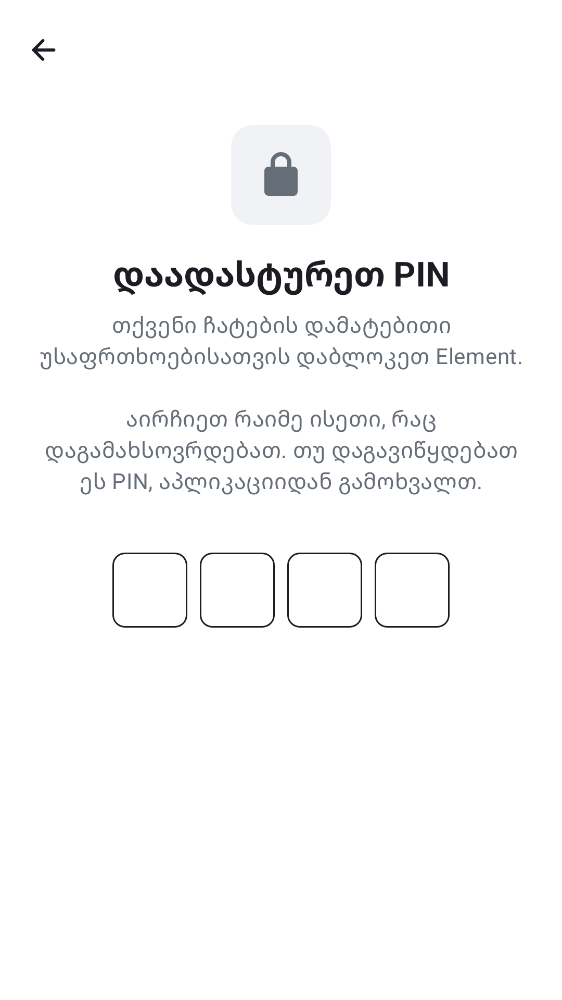 დაადასტურეთ PIN
თქვენი ჩატების დამატებითი
უსაფრთხოებისათვის დაბლოკეთ Element.
აირჩიეთ რაიმე ისეთი, რაც
დაგამახსოვრდებათ. თუ დაგავიწყდებათ
ეს PIN, აპლიკაციიდან გამოხვალთ.